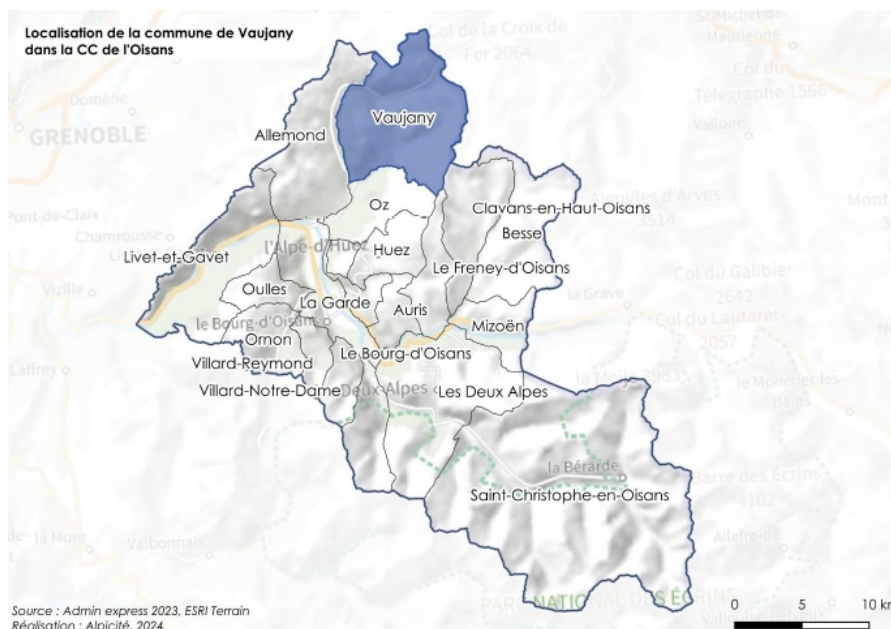 Localisation de la commune de Vaujany
dans la CC de l'Oisans
Col de la Croix de
Fer 2064
St-Michel-de-
Maurienne
Col du
Télégraphe 1566
Domène
GRENOBLE
Vaujany
Allemond
Valloire
Oz
Pont-de-Claix
Aiguilles d'Arves
3514
Clavans-en-Haut-Oisans
Chamrousse
Besse
l'Alpe-d'Huez
Huez
Livet-et-Gavet
Le Freney-d'Oisans
Col du Galibier
2642
Vizille
Oulles
La Garde
Auris
la Grave
Col du Lautaret
2057
le Bourg-d'Oisans
Mizoën
Ornon
Le Bourg-d'Oisans
Laffrey
Villard-Reymond
la Meije 3983
le Monêtier-les-
Bains
Villard-Notre-Dame
Deux-Alpes
Les Deux Alpes
la Bérarde
Barre des Écrins
4102
Saint-Christophe-en-Oisans
la Mure
Valbonnais
Ailefroide
PARC NATIONAL DES ÉCRINS
Source : Admin express 2023, ESRI Terrain
Réalisation : Alpicité, 2024
0 5 10 km